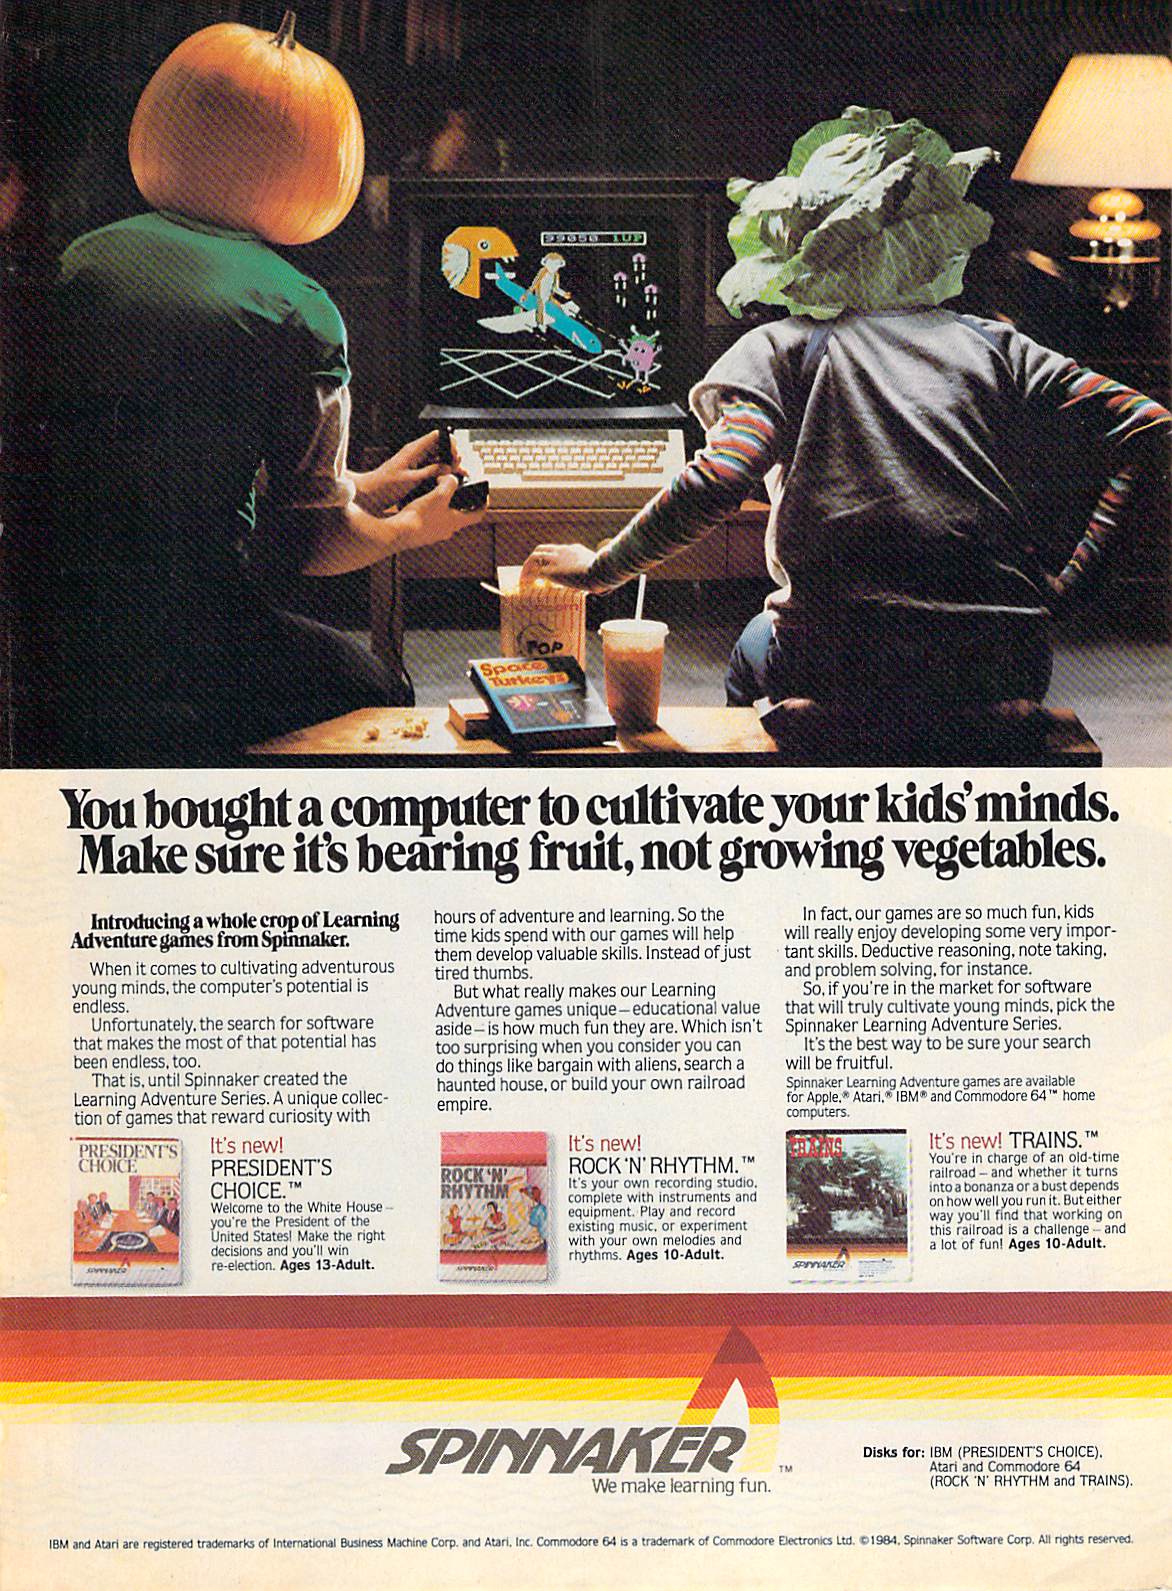 99050 1UP
TOP
Space
Turkeys
You bought a computer to cultivate your kids' minds.
Make sure it's bearing fruit, not growing vegetables.
Introducing a whole crop of Learning
Adventure games from Spinnaker.
When it comes to cultivating adventurous
young minds, the computer's potential is
endless.
Unfortunately, the search for software
that makes the most of that potential has
been endless, too.
That is, until Spinnaker created the
Learning Adventure Series. A unique collec-
tion of games that reward curiosity with
hours of adventure and learning. So the
time kids spend with our games will help
them develop valuable skills. Instead of just
tired thumbs.
But what really makes our Learning
Adventure games unique—educational value
aside—is how much fun they are. Which isn't
too surprising when you consider you can
do things like bargain with aliens, search a
haunted house, or build your own railroad
empire.
In fact, our games are so much fun, kids
will really enjoy developing some very impor-
tant skills. Deductive reasoning, note taking,
and problem solving, for instance.
So, if you're in the market for software
that will truly cultivate young minds, pick the
Spinnaker Learning Adventure Series.
It's the best way to be sure your search
will be fruitful.
Spinnaker Learning Adventure games are available
for Apple,® Atari,® IBM® and Commodore 64™ home
computers.
PRESIDENT'S
CHOICE
SPINNAKER
It's new!
PRESIDENT'S
CHOICE.™
Welcome to the White House—
you're the President of the
United States! Make the right
decisions and you'll win
re-election. Ages 13-Adult.
ROCK 'N'
RHYTHM
SPINNAKER
It's new!
ROCK 'N' RHYTHM.™
It's your own recording studio,
complete with instruments and
equipment. Play and record
existing music, or experiment
with your own melodies and
rhythms. Ages 10-Adult.
TRAINS
SPINNAKER
It's new! TRAINS.™
You're in charge of an old-time
railroad—and whether it turns
into a bonanza or a bust depends
on how well you run it. But either
way you'll find that working on
this railroad is a challenge—and
a lot of fun! Ages 10-Adult.
SPINNAKER™
We make learning fun.
Disks for: IBM (PRESIDENT'S CHOICE),
Atari and Commodore 64
(ROCK 'N' RHYTHM and TRAINS).
IBM and Atari are registered trademarks of International Business Machine Corp. and Atari, Inc. Commodore 64 is a trademark of Commodore Electronics Ltd. ©1984, Spinnaker Software Corp. All rights reserved.